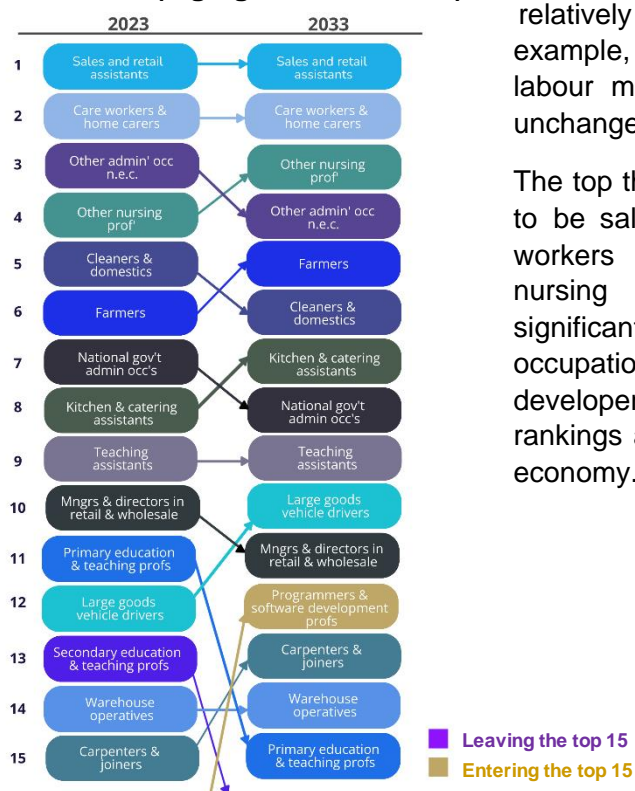 2023 2033
1 Sales and retail assistants Sales and retail assistants
2 Care workers & home carers Care workers & home carers
3 Other admin' occ n.e.c. Other nursing prof'
4 Other nursing prof' Other admin' occ n.e.c.
5 Cleaners & domestics Farmers
6 Farmers Cleaners & domestics
7 National gov't admin occ's Kitchen & catering assistants
8 Kitchen & catering assistants National gov't admin occ's
9 Teaching assistants Teaching assistants
10 Mngrs & directors in retail & wholesale Large goods vehicle drivers
11 Primary education & teaching profs Mngrs & directors in retail & wholesale
12 Large goods vehicle drivers Programmers & software development profs
13 Secondary education & teaching profs Carpenters & joiners
14 Warehouse operatives Warehouse operatives
15 Carpenters & joiners Primary education & teaching profs
Leaving the top 15
Entering the top 15
relatively
example,
labour
The top
to be
workers
nursing
rankings
economy.